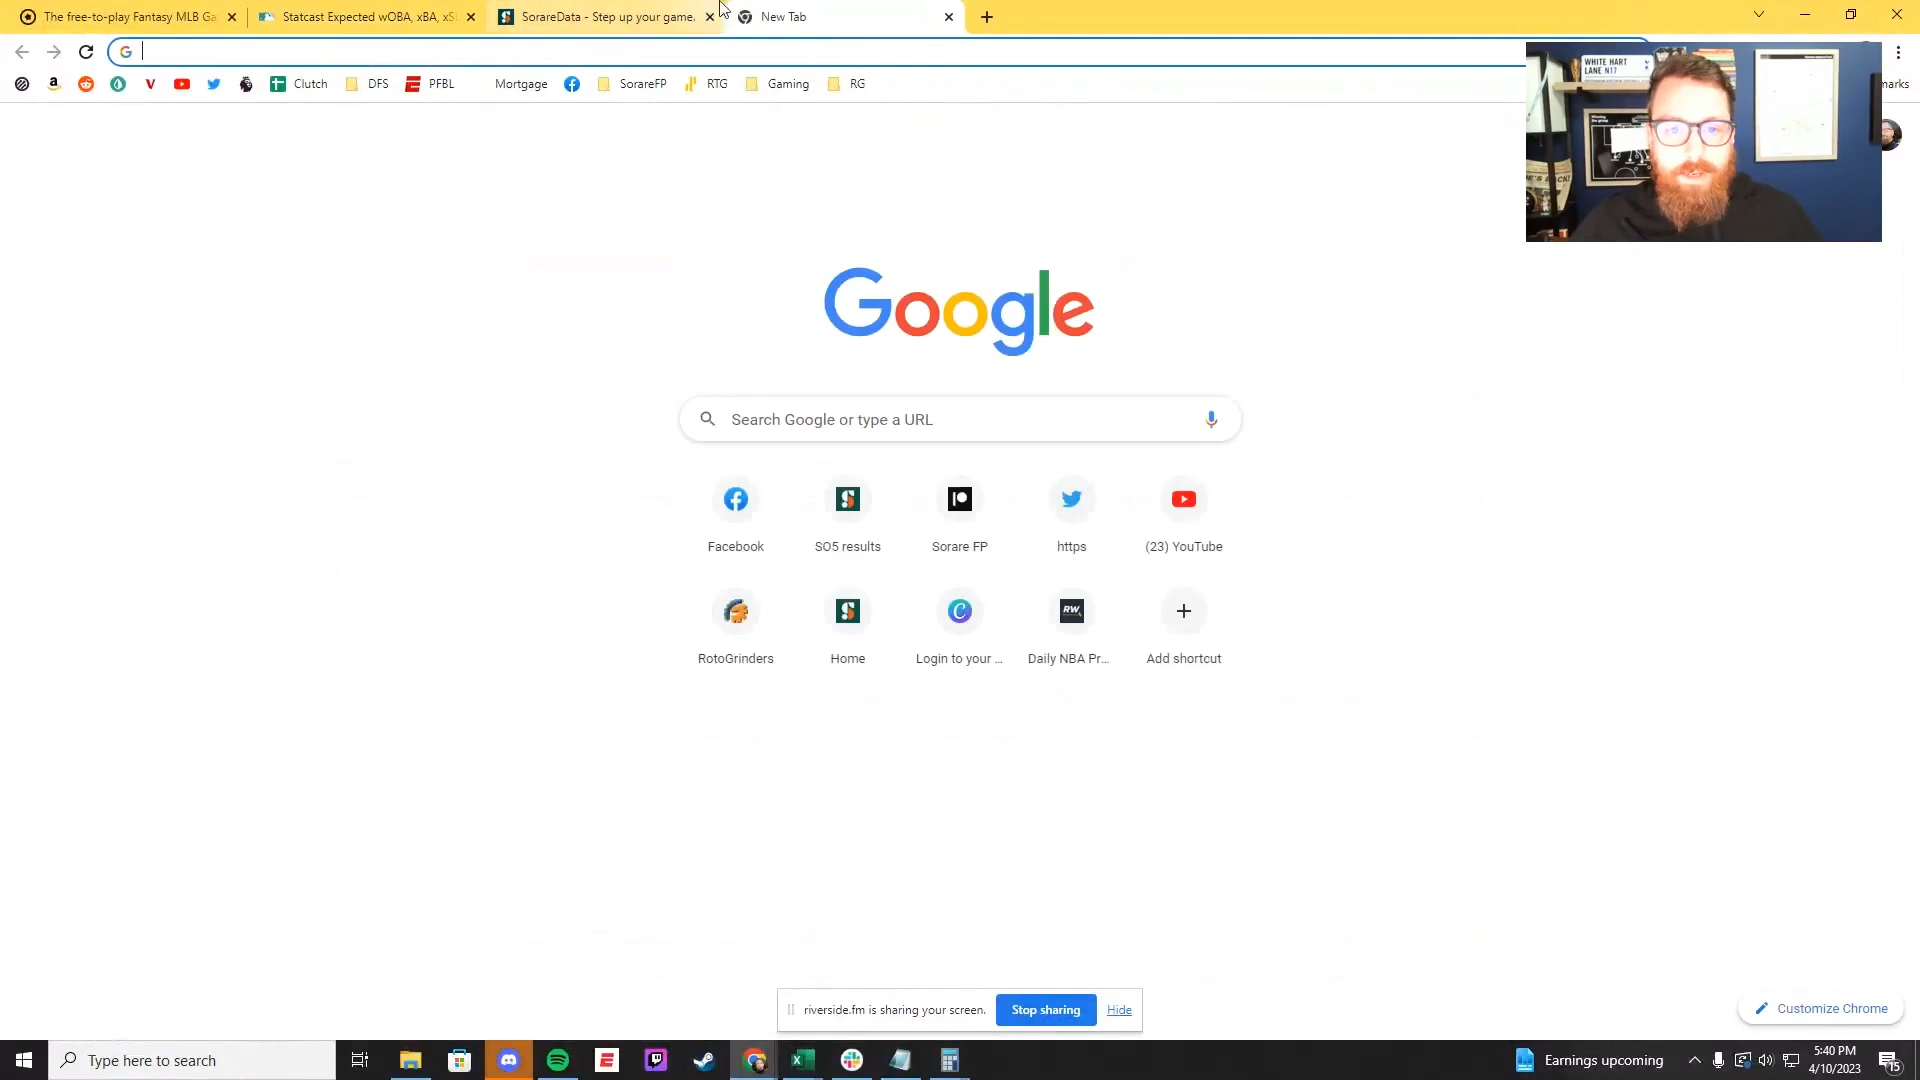 The free-to-play Fantasy MLB Ga
Statcast Expected wOBA, xBA, xSL
SorareData - Step up your game.
New Tab
Clutch
DFS
PFBL
Mortgage
SorareFP
RTG
Gaming
RG
marks
WHITE HART
LANE N17
Google
Search Google or type a URL
Facebook
SO5 results
Sorare FP
https
(23) YouTube
RW
RotoGrinders
Home
Login to your ...
Daily NBA Pr...
Add shortcut
riverside.fm is sharing your screen.
Stop sharing
Hide
Customize Chrome
Type here to search
Earnings upcoming
5:40 PM
4/10/2023
15